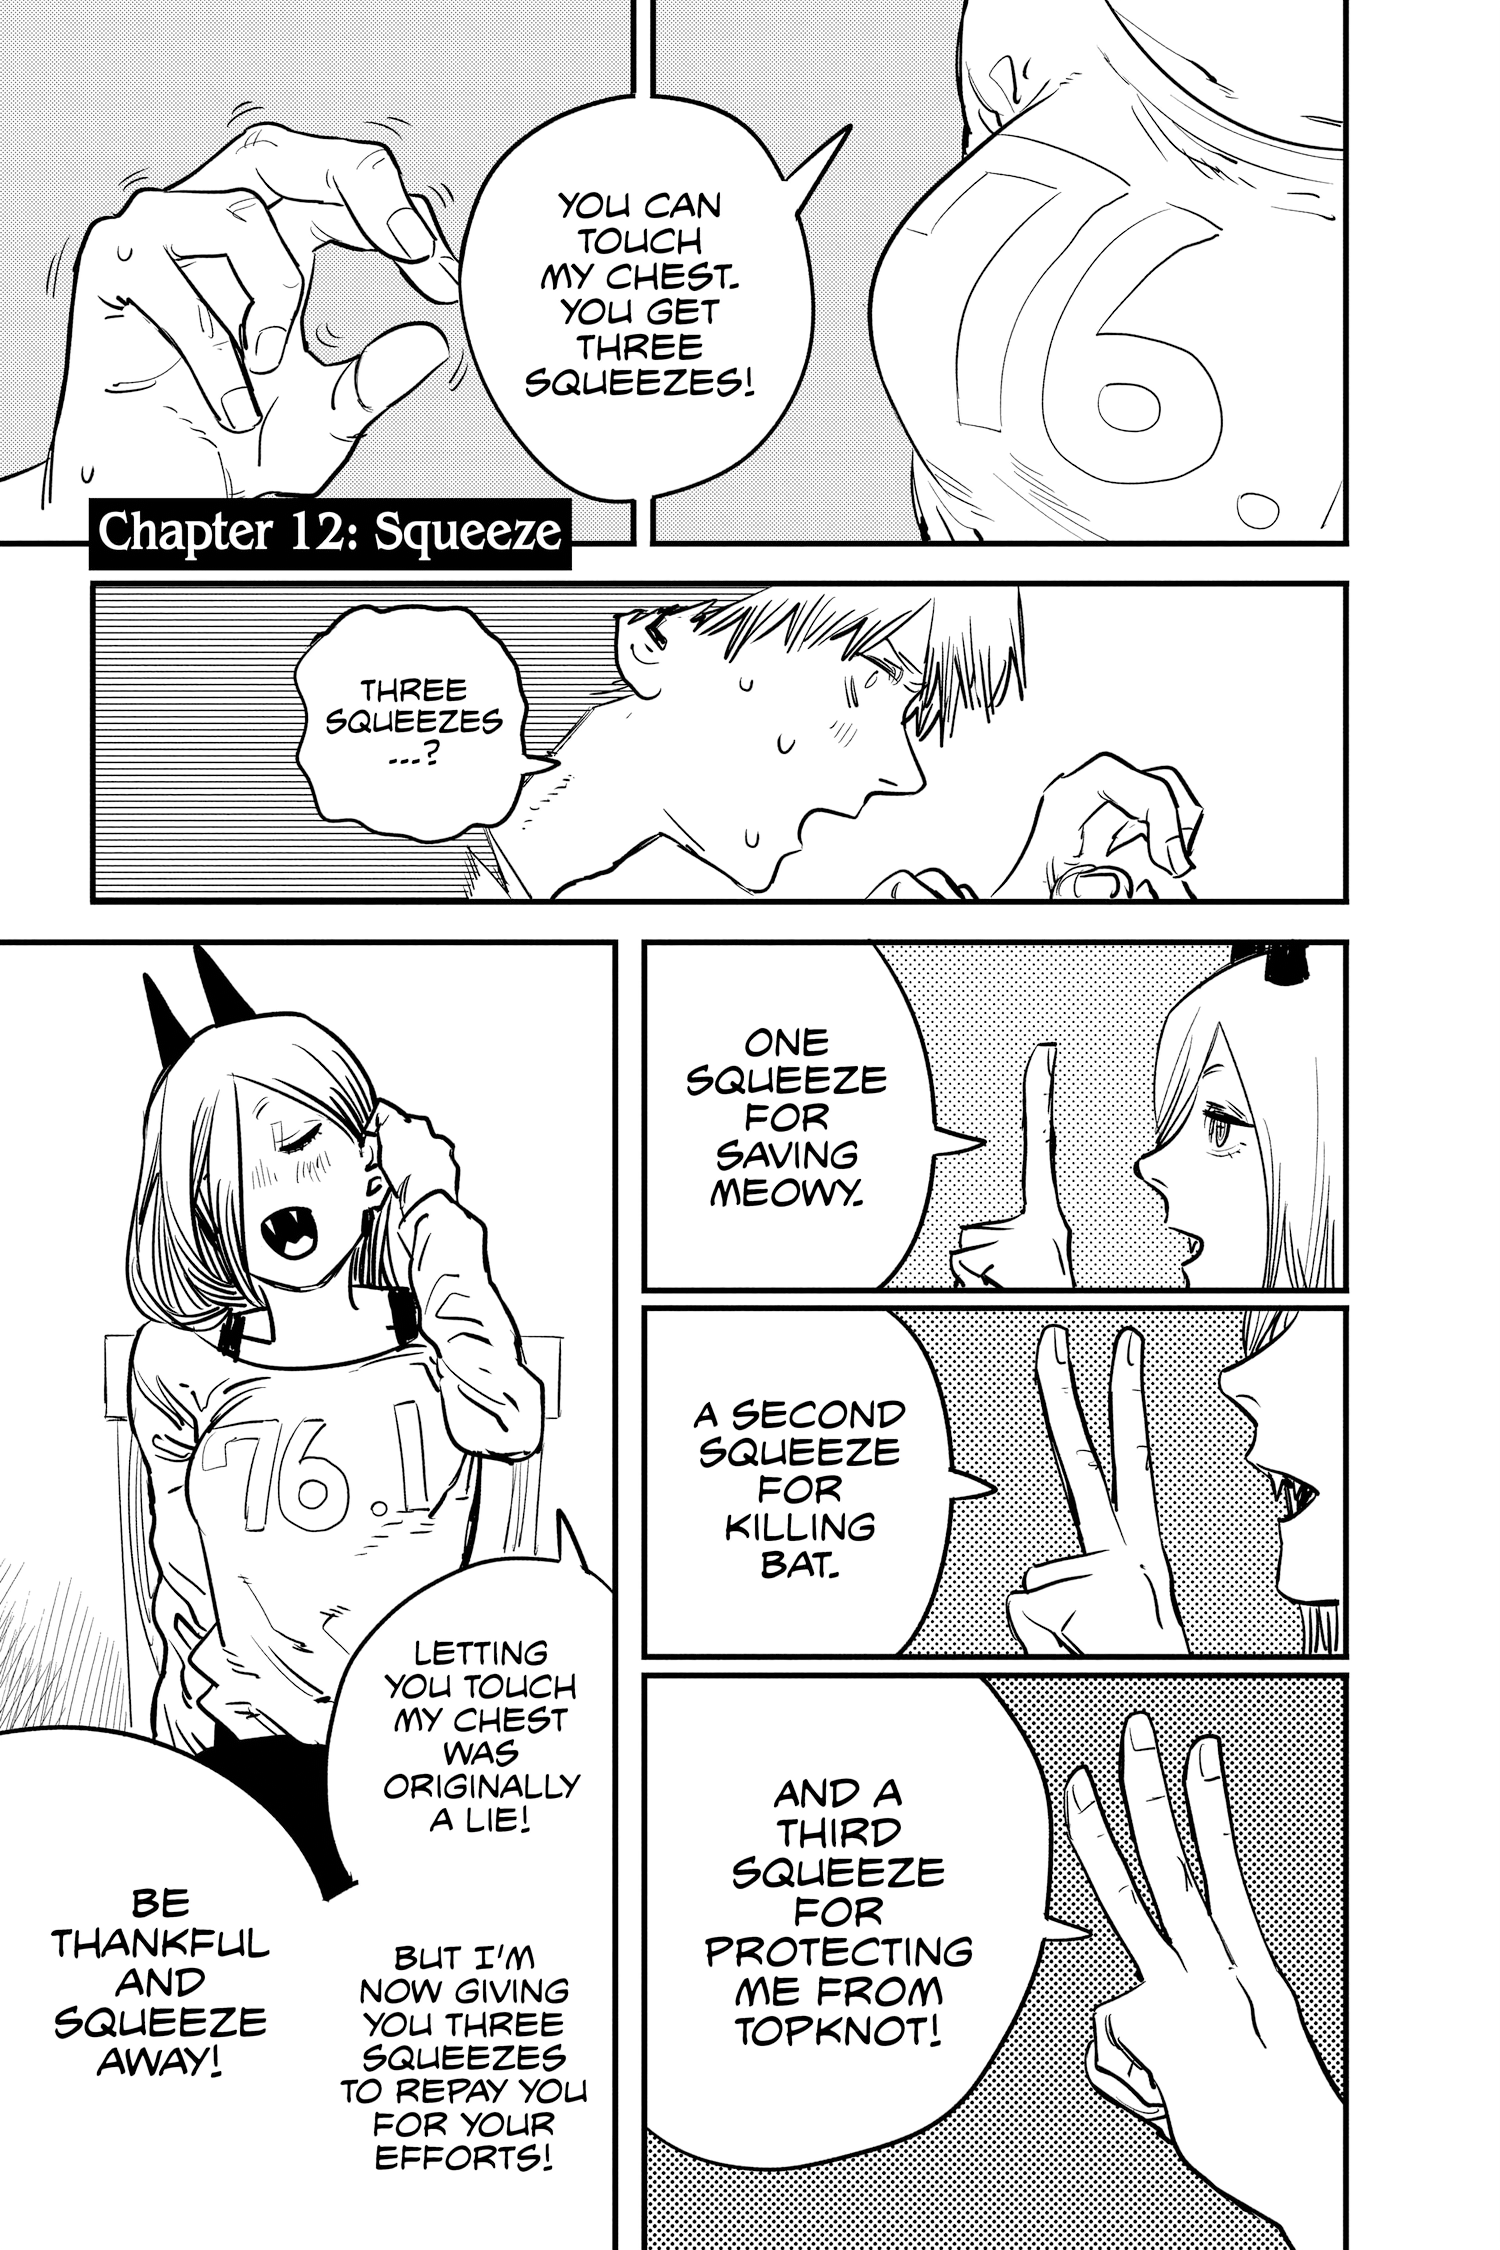 YOU CAN
TOUCH
MY CHEST.
YOU GET
THREE
SQUEEZES!
76.
Chapter 12: Squeeze
THREE
SQUEEZES
...?
ONE
SQUEEZE
FOR
SAVING
MEOWY.
A SECOND
SQUEEZE
FOR
KILLING
BAT.
AND A
THIRD
SQUEEZE
FOR
PROTECTING
ME FROM
TOPKNOT!
76.1
LETTING
YOU TOUCH
MY CHEST
WAS
ORIGINALLY
A LIE!
BUT I'M
NOW GIVING
YOU THREE
SQUEEZES
TO REPAY YOU
FOR YOUR
EFFORTS!
BE
THANKFUL
AND
SQUEEZE
AWAY!